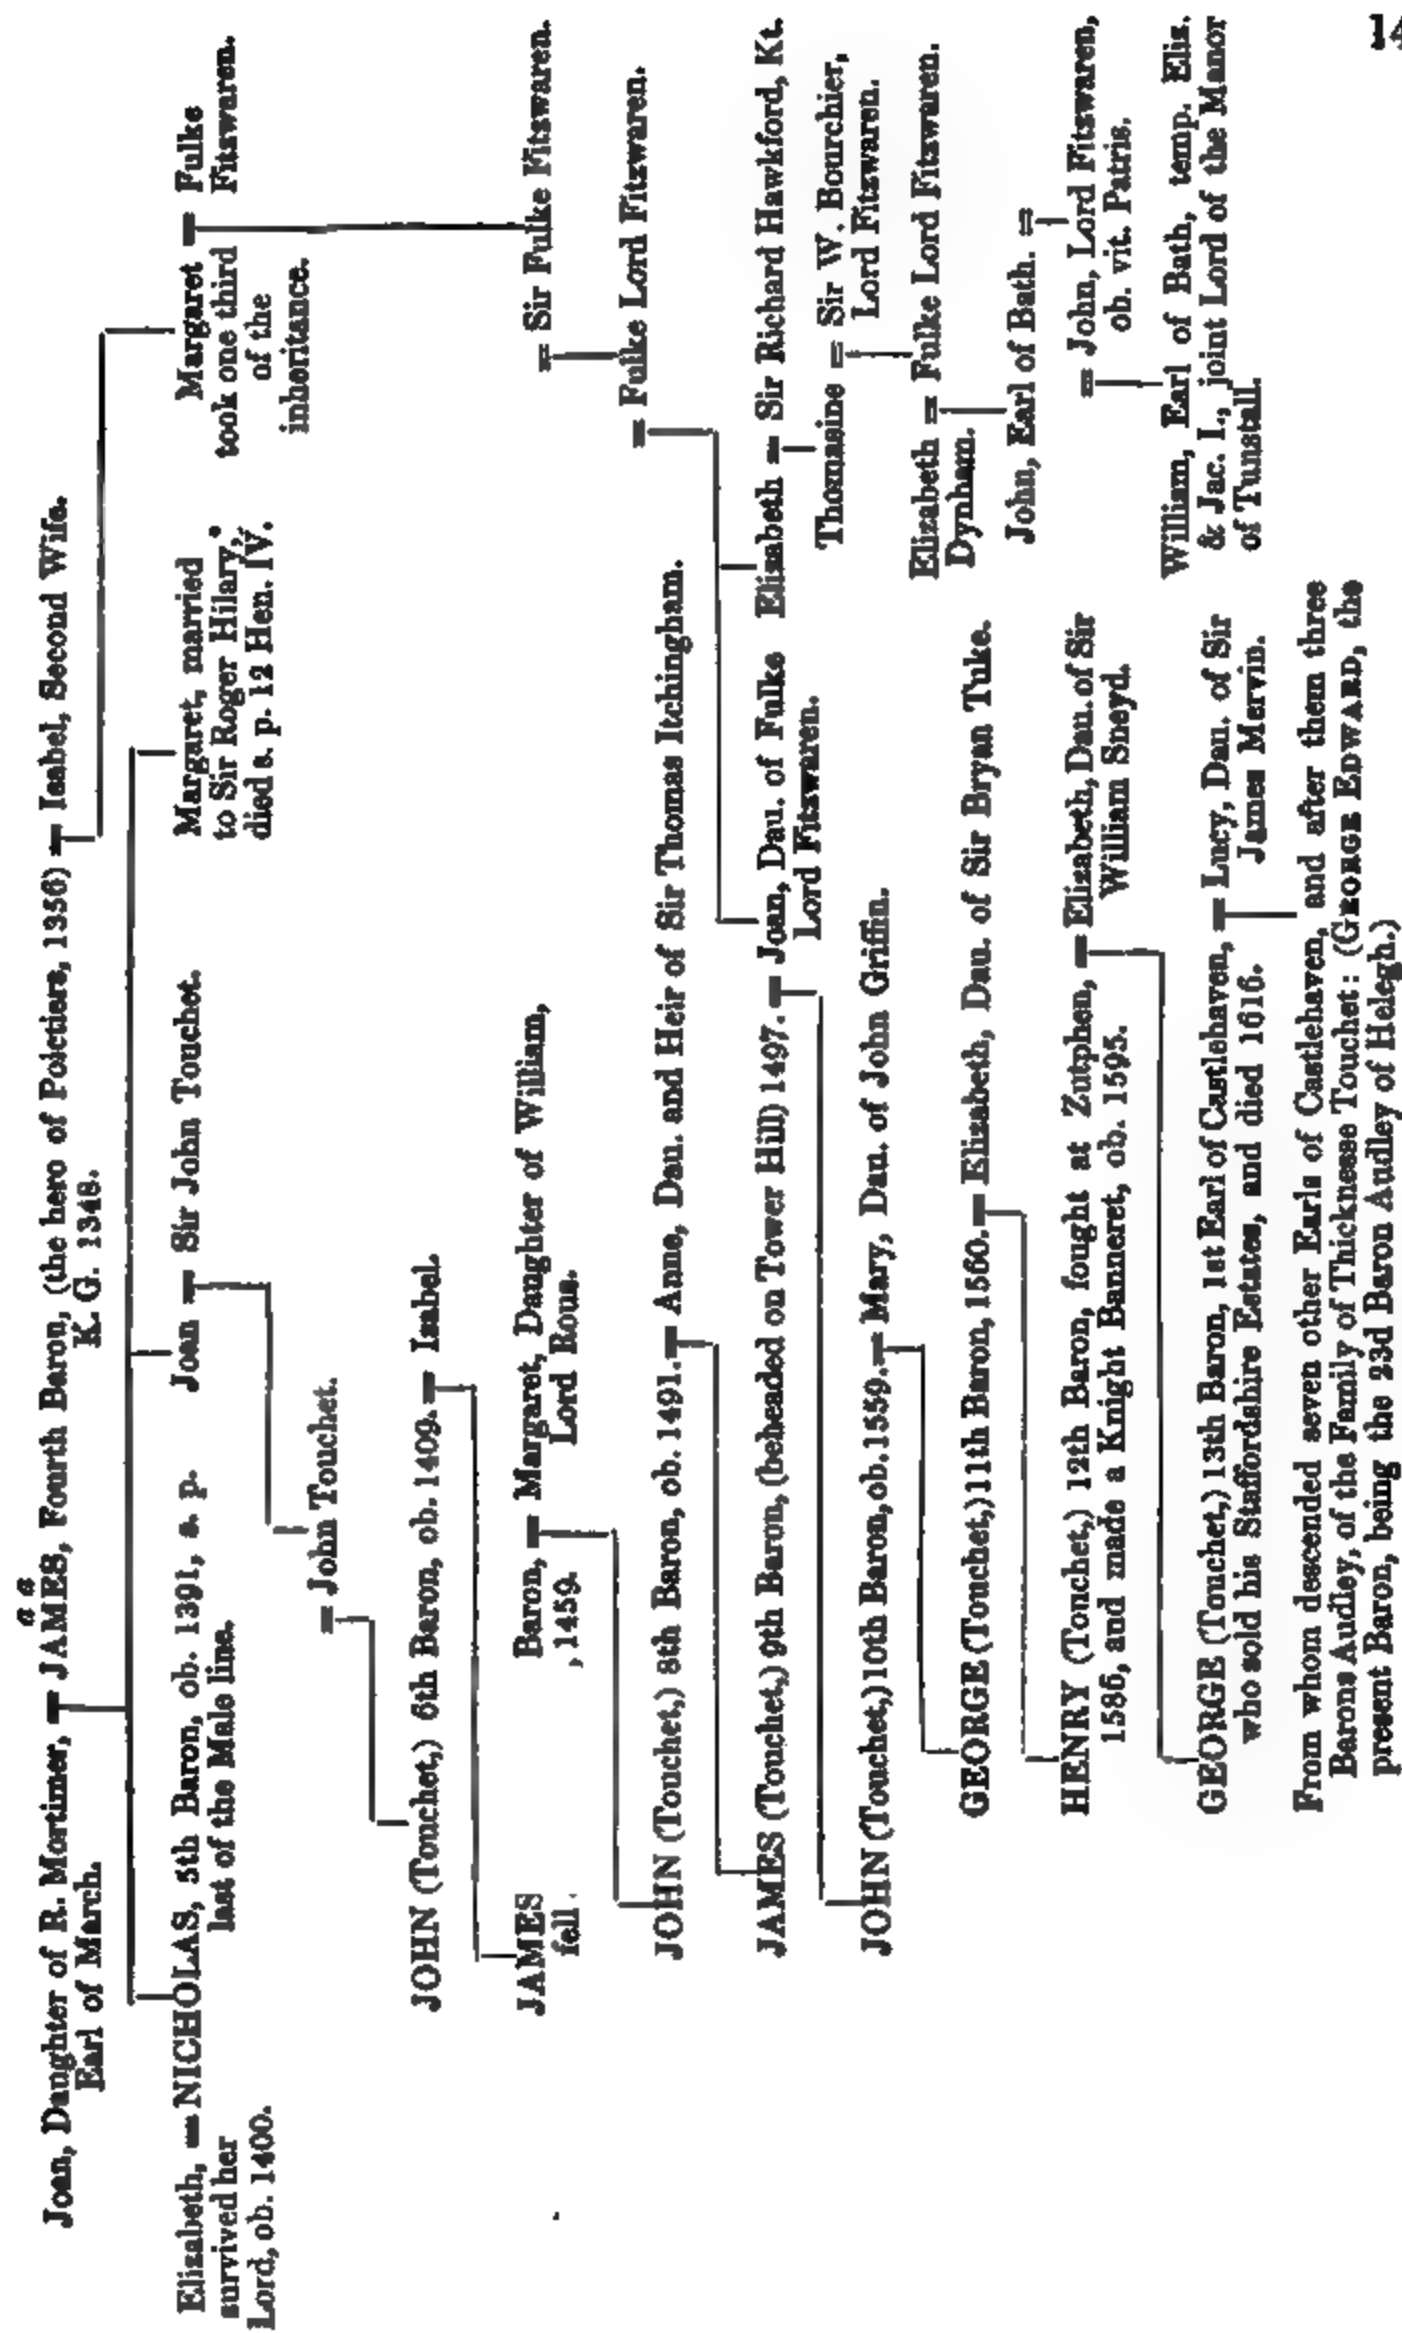 a a
Joan, Daughter of R. Mortimer, = JAMES, Fourth Baron, (the hero of Poictiers, 1356) = Isabel, Second Wife.
Earl of March. K. G. 1348.
Elizabeth, = NICHOLAS, 5th Baron, ob. 1391, s. p.
survived her last of the Male line.
Lord, ob. 1400.
Joan = Sir John Touchet.
Margaret, married
to Sir Roger Hilary,
died s. p. 12 Hen. IV.
Margaret = Fulke
took one third Fitzwaren.
of the
inheritance.
= John Touchet.
JOHN (Touchet,) 6th Baron, ob. 1409. = Isabel.
JAMES Baron, = Margaret, Daughter of William,
fell , 1459. Lord Rous.
= Sir Fulke Fitswaren.
= Fulke Lord Fitzwaren.
JOHN (Touchet,) 8th Baron, ob. 1491. = Anne, Dau. and Heir of Sir Thomas Itchingham.
JAMES (Touchet,) 9th Baron, (beheaded on Tower Hill) 1497. = Joan, Dau. of Fulke
Lord Fitzwaren.
Elizabeth = Sir Richard Hawkford, Kt.
Thomasine = Sir W. Bourchier,
Lord Fitzwaren.
JOHN (Touchet,) 10th Baron, ob. 1559. = Mary, Dau. of John Griffin.
Elizabeth = Fulke Lord Fitzwaren.
Dynham.
GEORGE (Touchet,) 11th Baron, 1560. = Elizabeth, Dau. of Sir Bryan Tuke.
John, Earl of Bath. =
HENRY (Touchet,) 12th Baron, fought at Zutphen, = Elizabeth, Dau. of Sir
1586, and made a Knight Banneret, ob. 1595. William Sneyd.
= John, Lord Fitswaren,
ob. vit. Patris.
GEORGE (Touchet,) 13th Baron, 1st Earl of Castlehaven, = Lucy, Dau. of Sir
who sold his Staffordshire Estates, and died 1616. James Mervin.
William, Earl of Bath, temp. Eliz.
& Jac. I., joint Lord of the Manor
of Tunstall.
From whom descended seven other Earls of Castlehaven, and after them three
Barons Audley, of the Family of Thicknesse Touchet: (GEORGE EDWARD, the
present Baron, being the 23d Baron Audley of Helegh.)